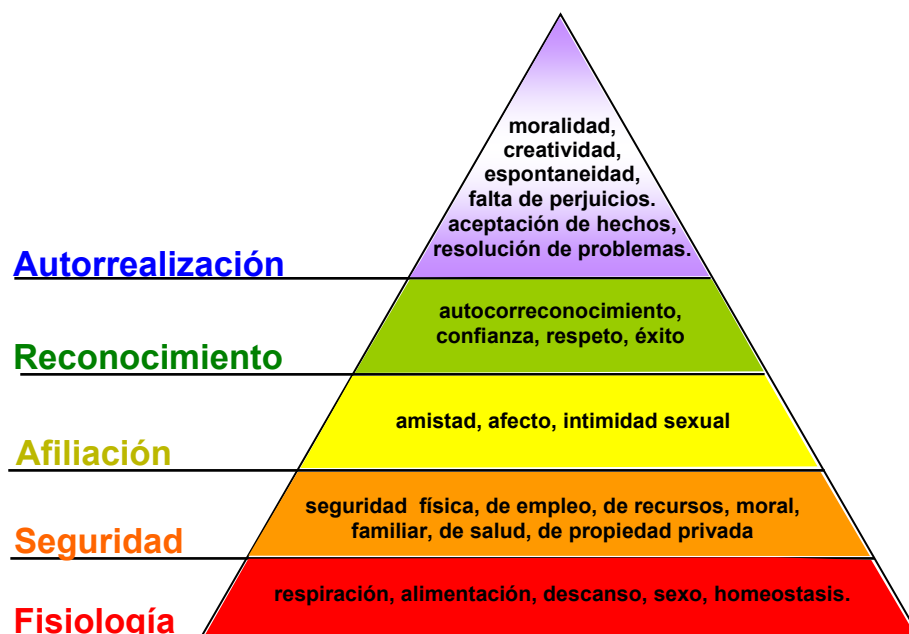 moralidad,
creatividad,
espontaneidad,
falta de perjuicios.
aceptación de hechos,
resolución de problemas.
Autorrealización
autocorreconocimiento,
confianza, respeto, éxito
Reconocimiento
amistad, afecto, intimidad sexual
Afiliación
seguridad física, de empleo, de recursos, moral,
familiar, de salud, de propiedad privada
Seguridad
respiración, alimentación, descanso, sexo, homeostasis.
Fisiología